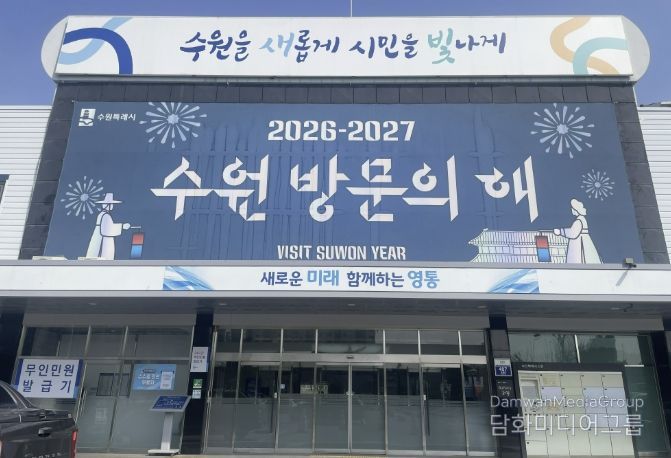 수원을 새롭게 시민을 빛나게
수원특례시
2026-2027
수원 방문의 해
VISIT SUWON YEAR
새로운 미래 함께하는 영통
무인민원
발급기
DamwhaMediaGroup
담화미디어그룹